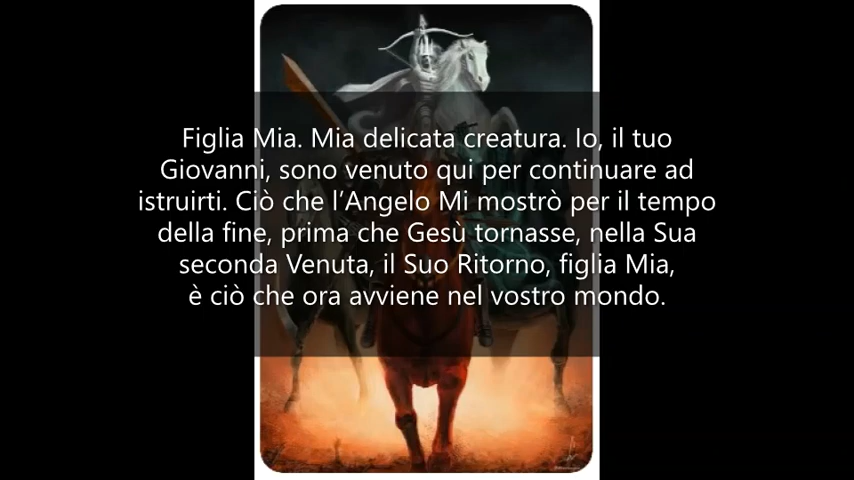 Figlia Mia. Mia delicata creatura. Io, il tuo
Giovanni, sono venuto qui per continuare ad
istruirti. Ciò che l’Angelo Mi mostrò per il tempo
della fine, prima che Gesù tornasse, nella Sua
seconda Venuta, il Suo Ritorno, figlia Mia,
è ciò che ora avviene nel vostro mondo.